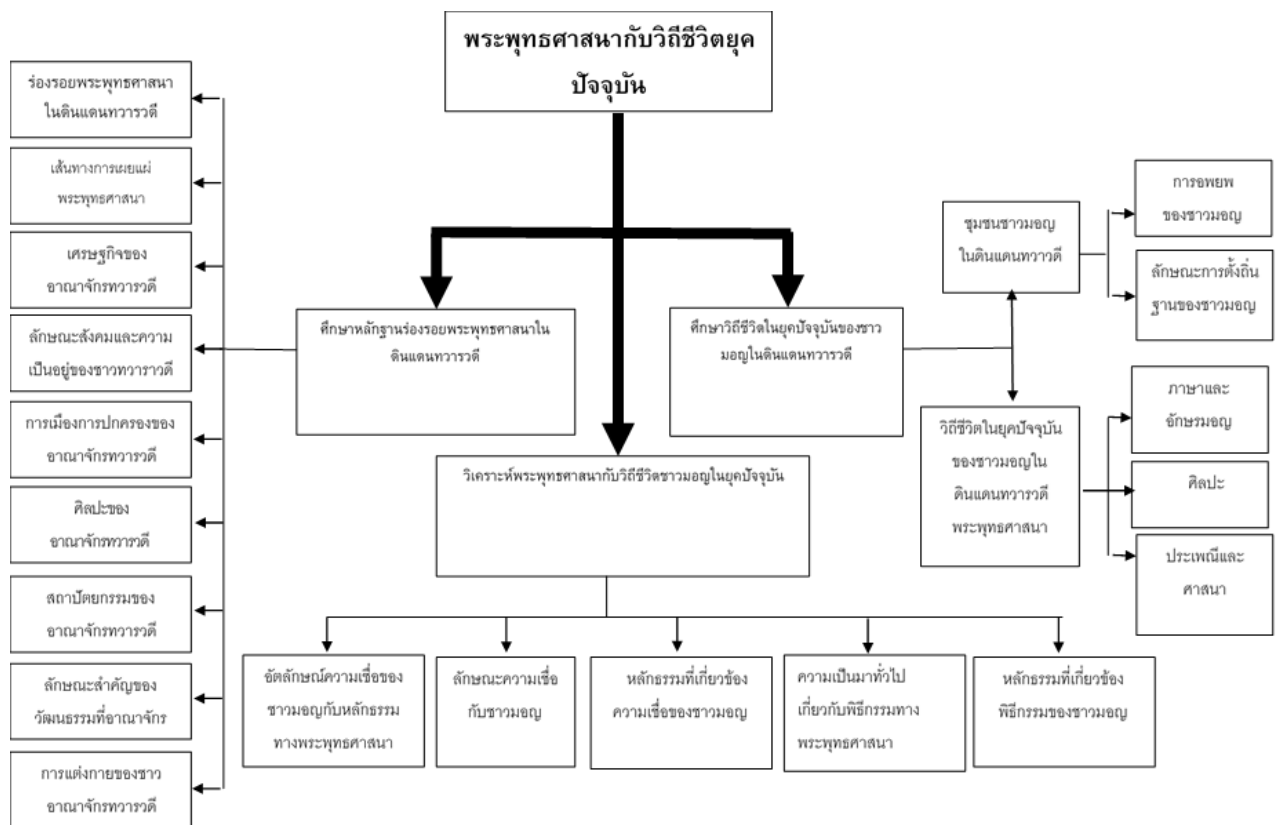 พระพุทธศาสนากับวิถีชีวิตยุค
ปัจจุบัน
ร่องรอยพระพุทธศาสนา
ในดินแดนทวารวดี
เส้นทางการเผยแผ่
พระพุทธศาสนา
เศรษฐกิจของ
อาณาจักรทวารวดี
ลักษณะสังคมและความ
เป็นอยู่ของชาวทวาราวดี
การเมืองการปกครองของ
อาณาจักรทวารวดี
ศิลปะของ
อาณาจักรทวารวดี
สถาปัตยกรรมของ
อาณาจักรทวารวดี
ลักษณะสำคัญของ
วัฒนธรรมที่อาณาจักร
การแต่งกายของชาว
อาณาจักรทวารวดี
ศึกษาหลักฐานร่องรอยพระพุทธศาสนาใน
ดินแดนทวารวดี
ศึกษาวิถีชีวิตในยุคปัจจุบันของชาว
มอญในดินแดนทวารวดี
ชุมชนชาวมอญ
ในดินแดนทวาวดี
การอพยพ
ของชาวมอญ
ลักษณะการตั้งถิ่น
ฐานของชาวมอญ
วิถีชีวิตในยุคปัจจุบัน
ของชาวมอญใน
ดินแดนทวารวดี
พระพุทธศาสนา
ภาษาและ
อักษรมอญ
ศิลปะ
ประเพณีและ
ศาสนา
วิเคราะห์พระพุทธศาสนากับวิถีชีวิตชาวมอญในยุคปัจจุบัน
อัตลักษณ์ความเชื่อของ
ชาวมอญกับหลักธรรม
ทางพระพุทธศาสนา
ลักษณะความเชื่อ
กับชาวมอญ
หลักธรรมที่เกี่ยวข้อง
ความเชื่อของชาวมอญ
ความเป็นมาทั่วไป
เกี่ยวกับพิธีกรรมทาง
พระพุทธศาสนา
หลักธรรมที่เกี่ยวข้อง
พิธีกรรมของชาวมอญ